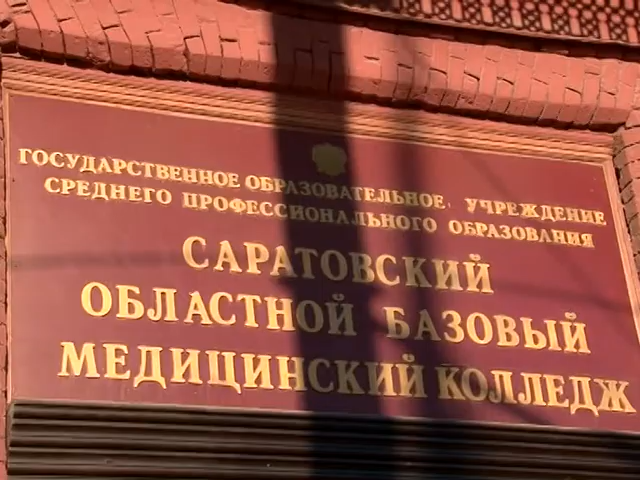 ГОСУДАРСТВЕННОЕ ОБРАЗОВАТЕЛЬНОЕ УЧРЕЖДЕНИЕ
СРЕДНЕГО ПРОФЕССИОНАЛЬНОГО ОБРАЗОВАНИЯ
САРАТОВСКИЙ
ОБЛАСТНОЙ БАЗОВЫЙ
МЕДИЦИНСКИЙ КОЛЛЕДЖ